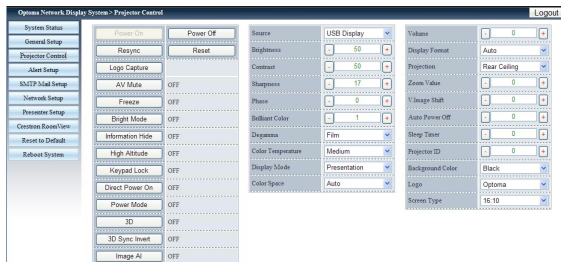 Optoma Network Display System > Projector Control
Logout
System Status
General Setup
Projector Control
Alert Setup
SMTP Mail Setup
Network Setup
Presenter Setup
Crestron RoomView
Reset to Default
Reboot System
Power On
Power Off
Resync
Reset
Logo Capture
AV Mute OFF
Freeze OFF
Bright Mode OFF
Information Hide OFF
High Altitude OFF
Keypad Lock OFF
Direct Power On OFF
Power Mode OFF
3D OFF
3D Sync Invert OFF
Image AI OFF
Source USB Display
Brightness - 50 +
Contrast - 50 +
Sharpness - 17 +
Phase - 0 +
Brilliant Color - 1 +
Degamma Film
Color Temperature Medium
Display Mode Presentation
Color Space Auto
Volume - 0 +
Display Format Auto
Projection Rear Ceiling
Zoom Value - 0 +
V.Image Shift - 0 +
Auto Power Off - 0 +
Sleep Timer - 0 +
Projector ID - 0 +
Background Color Black
Logo Optoma
Screen Type 16:10